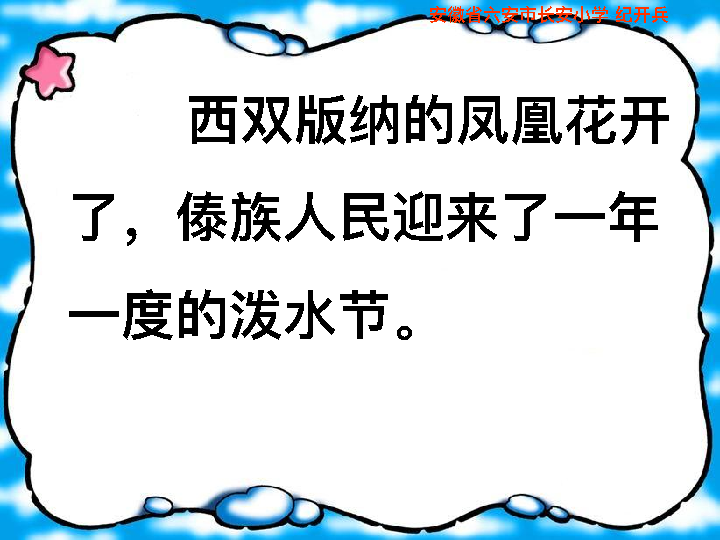 安徽省六安市长安小学 纪开兵
西双版纳的凤凰花开
了，傣族人民迎来了一年
一度的泼水节。